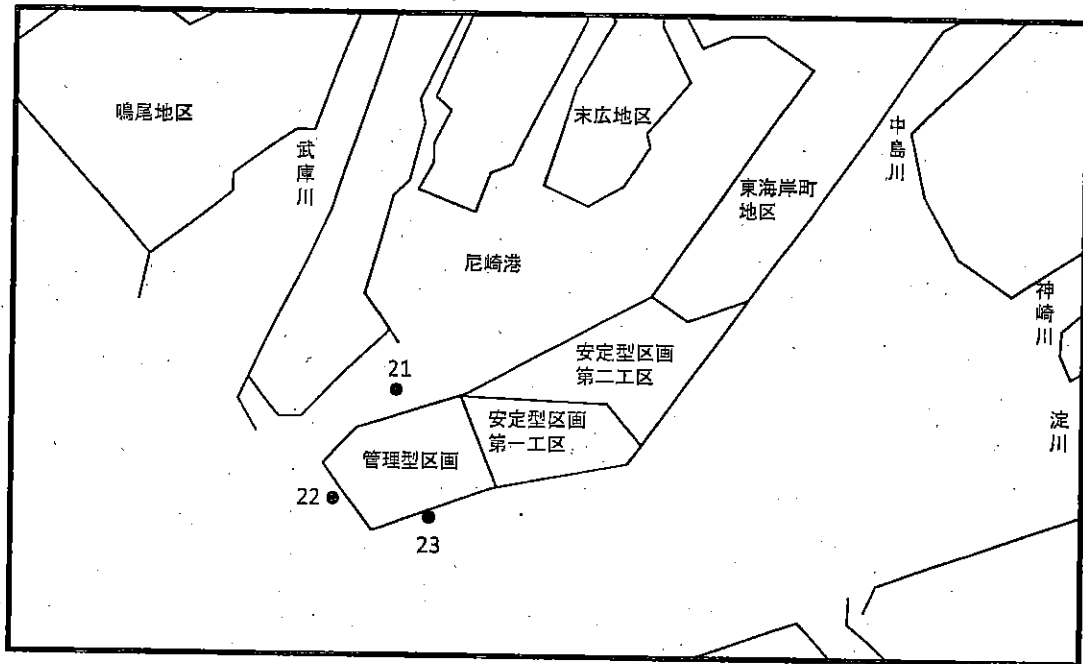 鳴尾地区
武庫川
末広地区
中島川
東海岸町
地区
尼崎港
神崎川
安定型区画
第二工区
21
安定型区画
第一工区
淀川
管理型区画
22
23